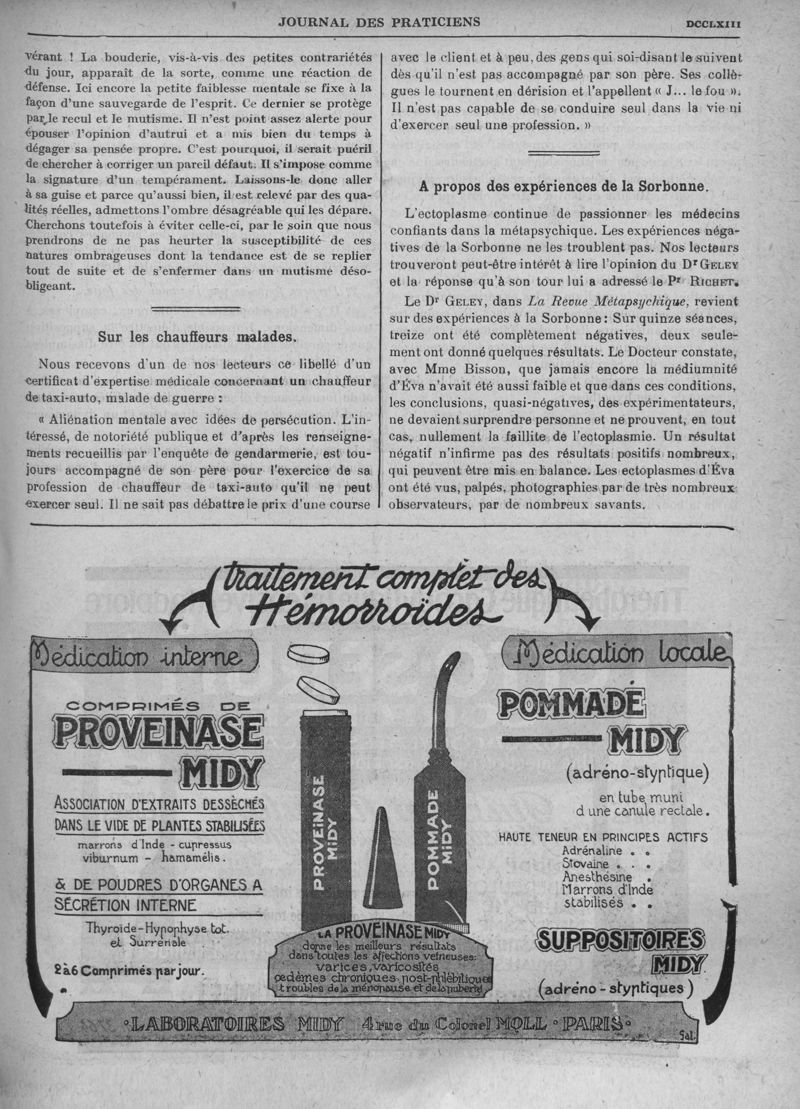 JOURNAL DES PRATICIENS
DCCLXIII
vérant ! La bouderie, vis-à-vis des petites contrariétés
du jour, apparaît de la sorte, comme une réaction de
défense. Ici encore la petite faiblesse mentale se fixe à la
façon d'une sauvegarde de l'esprit. Ce dernier se protège
par le recul et le mutisme. Il n'est point assez alerte pour
épouser l'opinion d'autrui et a mis bien du temps à
dégager sa pensée propre. C'est pourquoi, il serait puéril
de chercher à corriger un pareil défaut. Il s'impose comme
la signature d'un tempérament. Laissons-le donc aller
à sa guise et parce qu'aussi bien, il est relevé par des qua-
lités réelles, admettons l'ombre désagréable qui les dépare.
Cherchons toutefois à éviter celle-ci, par le soin que nous
prendrons de ne pas heurter la susceptibilité de ces
natures ombrageuses dont la tendance est de se replier
tout de suite et de s'enfermer dans un mutisme déso-
bligeant.
Sur les chauffeurs malades.
Nous recevons d'un de nos lecteurs ce libellé d'un
certificat d'expertise médicale concernant un chauffeur
de taxi-auto, malade de guerre :
« Aliénation mentale avec idées de persécution. L'in-
téressé, de notoriété publique et d'après les renseigne-
ments recueillis par l'enquête de gendarmerie, est tou-
jours accompagné de son père pour l'exercice de sa
profession de chauffeur de taxi-auto qu'il ne peut
exercer seul. Il ne sait pas débattre le prix d'une course
avec le client et à peu, des gens qui soi-disant le suivent
dès qu'il n'est pas accompagné par son père. Ses collè-
gues le tournent en dérision et l'appellent « J... le fou ».
Il n'est pas capable de se conduire seul dans la vie ni
d'exercer seul une profession. »
A propos des expériences de la Sorbonne.
L'ectoplasme continue de passionner les médecins
confiants dans la métapsychique. Les expériences néga-
tives de la Sorbonne ne les troublent pas. Nos lecteurs
trouveront peut-être intérêt à lire l'opinion du Dr GELEY
et la réponse qu'à son tour lui a adressé le Pr RICHET.
Le Dr GELEY, dans La Revue Métapsychique, revient
sur des expériences à la Sorbonne : Sur quinze séances,
treize ont été complètement négatives, deux seule-
ment ont donné quelques résultats. Le Docteur constate,
avec Mme Bisson, que jamais encore la médiumnité
d'Éva n'avait été aussi faible et que dans ces conditions,
les conclusions, quasi-négatives, des expérimentateurs,
ne devaient surprendre personne et ne prouvent, en tout
cas, nullement la faillite de l'ectoplasmie. Un résultat
négatif n'infirme pas des résultats positifs nombreux,
qui peuvent être mis en balance. Les ectoplasmes d'Éva
ont été vus, palpés, photographiés par de très nombreux
observateurs, par de nombreux savants.
traitement complet des
Hémorroïdes
Médication interne
COMPRIMÉS DE
PROVEINASE
MIDY
ASSOCIATION D'EXTRAITS DESSÈCHÉS
DANS LE VIDE DE PLANTES STABILISÉES
marrons d'Inde - cupressus
viburnum - hamamélis.
& DE POUDRES D'ORGANES A
SÉCRÉTION INTERNE
Thyroïde-Hypophyse tot.
et Surrénale
2 à 6 Comprimés par jour.
PROVEINASE
MIDY
POMMADE
MIDY
LA PROVEINASE MIDY
donne les meilleurs résultats
dans toutes les affections veineuses:
varices, varicosités
œdèmes chroniques post-phlébitiques
troubles de la ménopause et de la puberté
Médication locale
POMMADE
MIDY
(adréno-styptique)
en tube muni
d une canule rectale.
HAUTE TENEUR EN PRINCIPES ACTIFS
Adrénaline . .
Stovaïne . . .
Anesthésine .
Marrons d'Inde
stabilisés . .
SUPPOSITOIRES
MIDY
(adréno-styptiques)
LABORATOIRES MIDY 4 rue du Colonel MOLL PARIS
Sat.